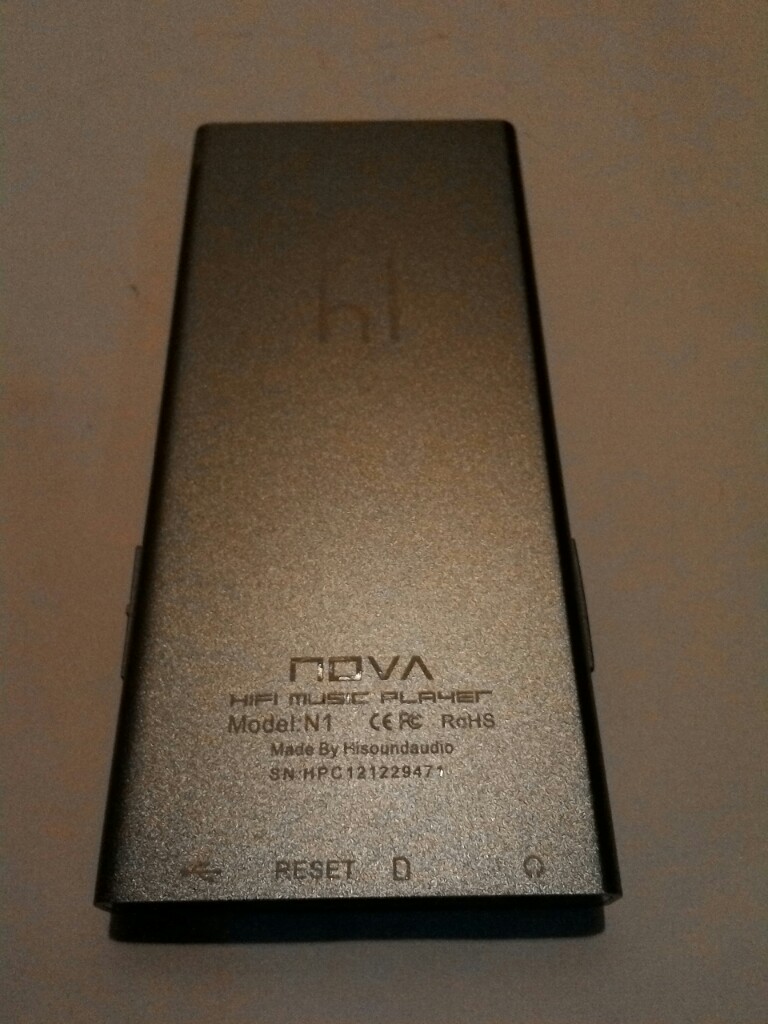 hl
NOVA
HIFI MUSIC PLAYER
Model:N1 CE FC RoHS
Made By Hisoundaudio
SN:HPC121229471
RESET